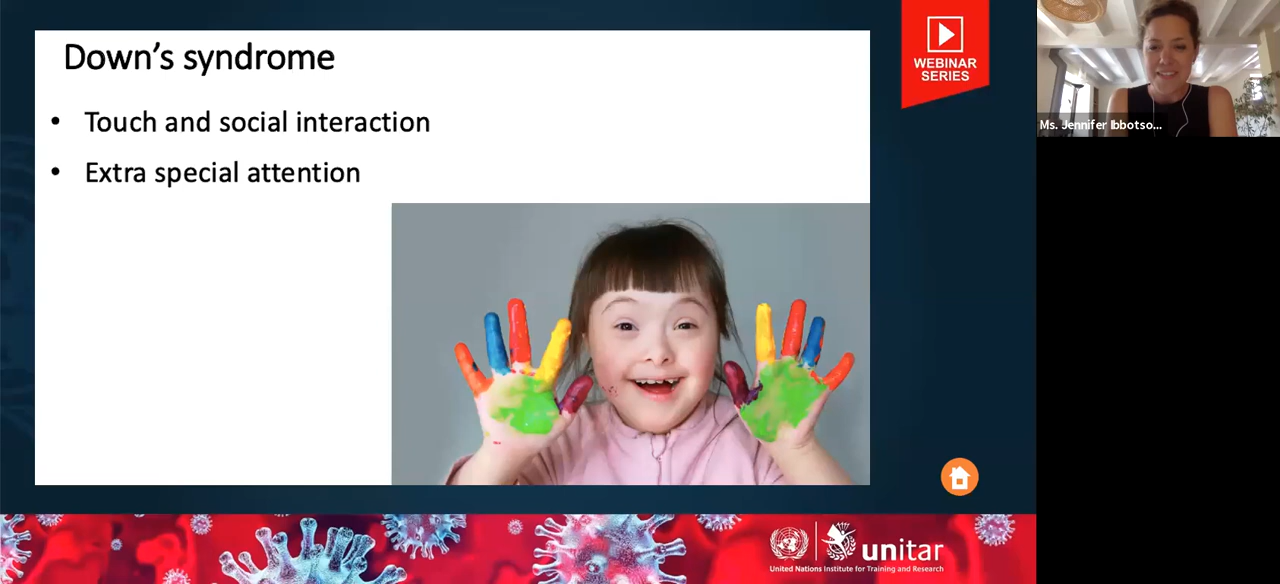 Down's syndrome
• Touch and social interaction
• Extra special attention
WEBINAR
SERIES
Ms. Jennifer Ibbotso...
unitar
United Nations Institute for Training and Research